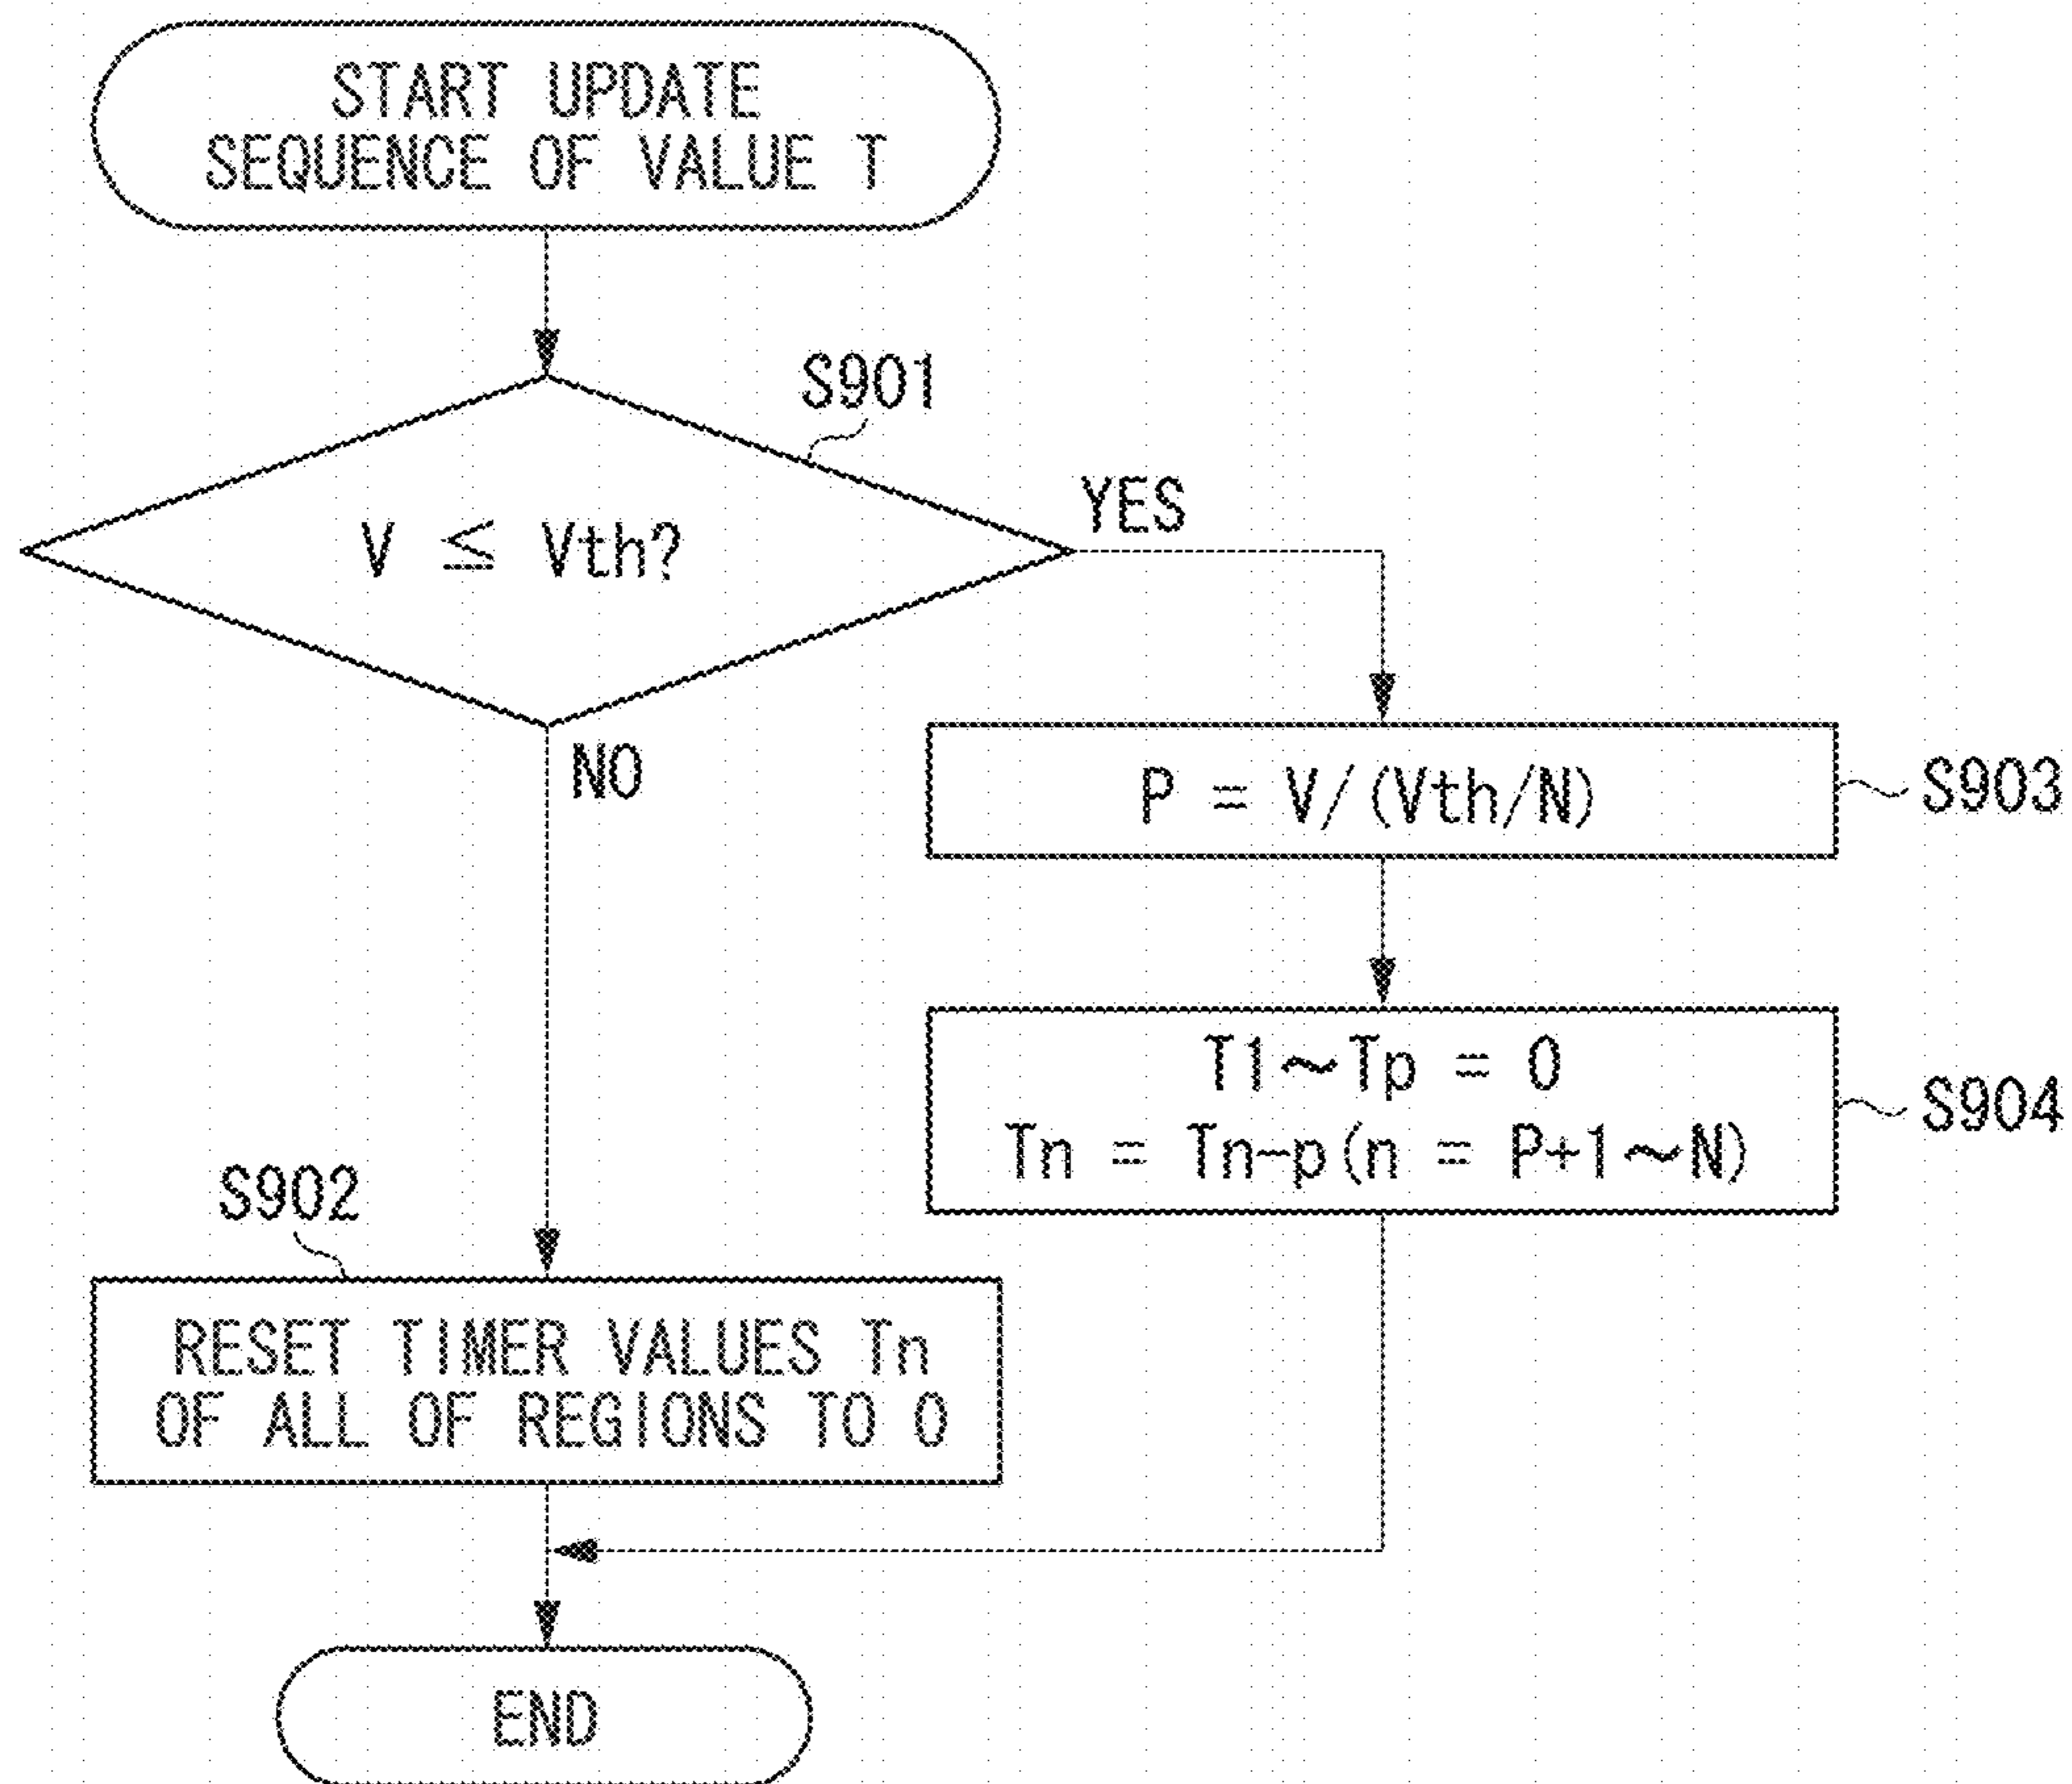 START UPDATE
SEQUENCE OF VALUE T
S901
V ≦ Vth?
YES
NO
P = V/(Vth/N)
S903
T1~Tp = 0
Tn = Tn-p(n = P+1~N)
S904
S902
RESET TIMER VALUES Tn
OF ALL OF REGIONS TO 0
END